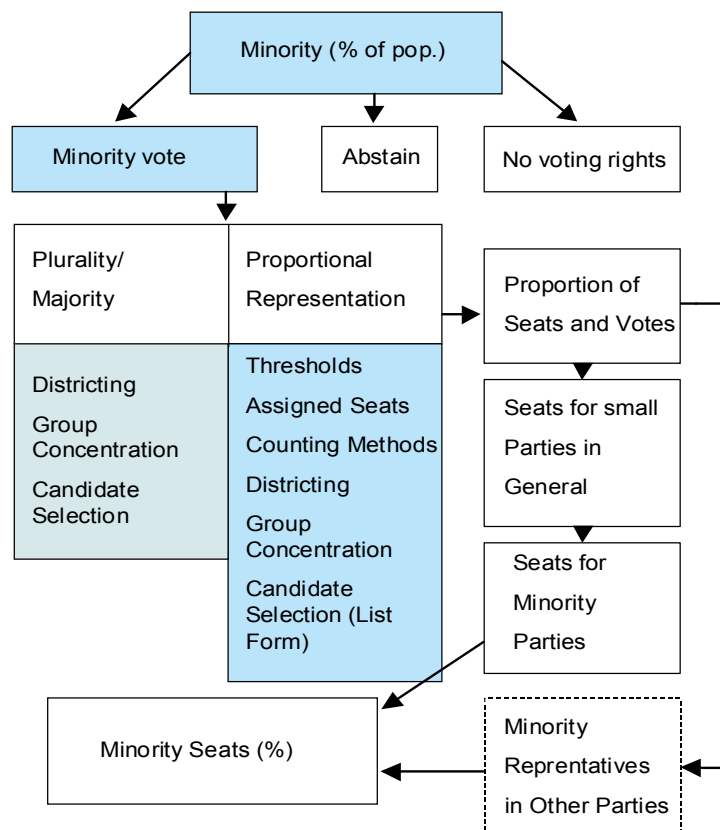 Minority (% of pop.)
Minority vote
Abstain
No voting rights
Plurality/
Majority
Proportional
Representation
Districting
Group
Concentration
Candidate
Selection
Thresholds
Assigned Seats
Counting Methods
Districting
Group
Concentration
Candidate
Selection (List
Form)
Proportion of
Seats and Votes
Seats for small
Parties in
General
Seats for
Minority
Parties
Minority Seats (%)
Minority
Reprentatives
in Other Parties